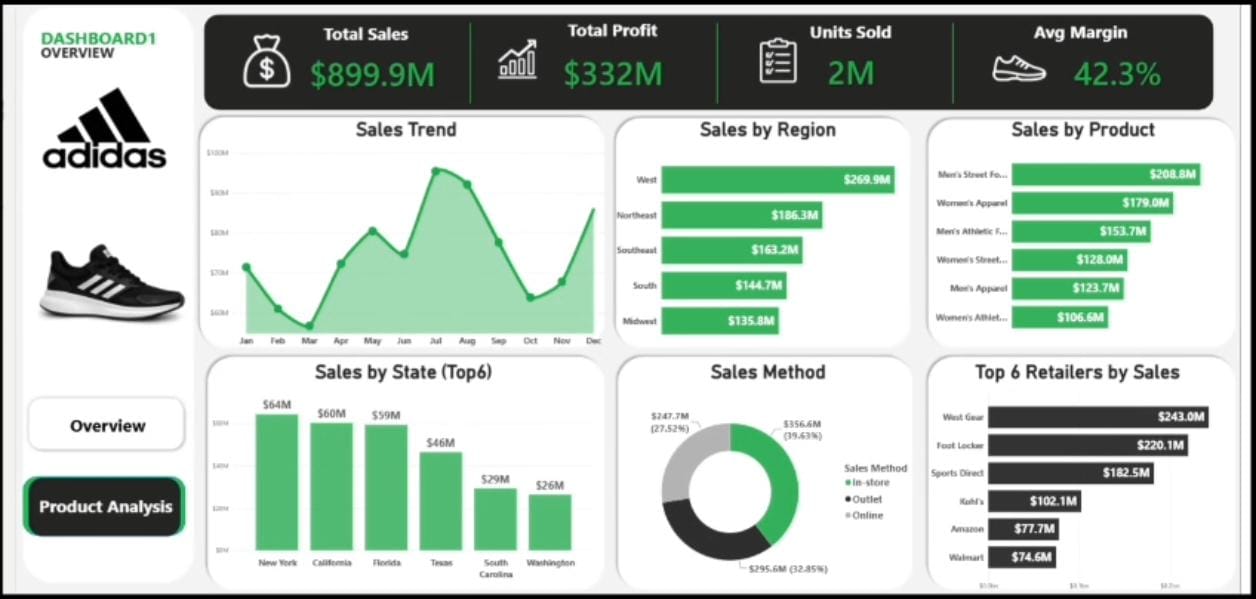 DASHBOARD1
OVERVIEW
adidas
Overview
Product Analysis
Total Sales
$899.9M
Total Profit
$332M
Units Sold
2M
Avg Margin
42.3%
Sales Trend
$100M
$90M
$80M
$70M
$60M
Jan Feb Mar Apr May Jun Jul Aug Sep Oct Nov Dec
Sales by Region
West $269.9M
Northeast $186.3M
Southeast $163.2M
South $144.7M
Midwest $135.8M
Sales by Product
Men's Street Fo... $208.8M
Women's Apparel $179.0M
Men's Athletic F... $153.7M
Women's Street... $128.0M
Men's Apparel $123.7M
Women's Athlet... $106.6M
Sales by State (Top6)
$60M
$40M
$20M
$0M
$64M $60M $59M $46M $29M $26M
New York California Florida Texas South Carolina Washington
Sales Method
$247.7M
(27.52%)
$356.6M
(39.63%)
$295.6M (32.85%)
Sales Method
In-store
Outlet
Online
Top 6 Retailers by Sales
West Gear $243.0M
Foot Locker $220.1M
Sports Direct $182.5M
Kohl's $102.1M
Amazon $77.7M
Walmart $74.6M